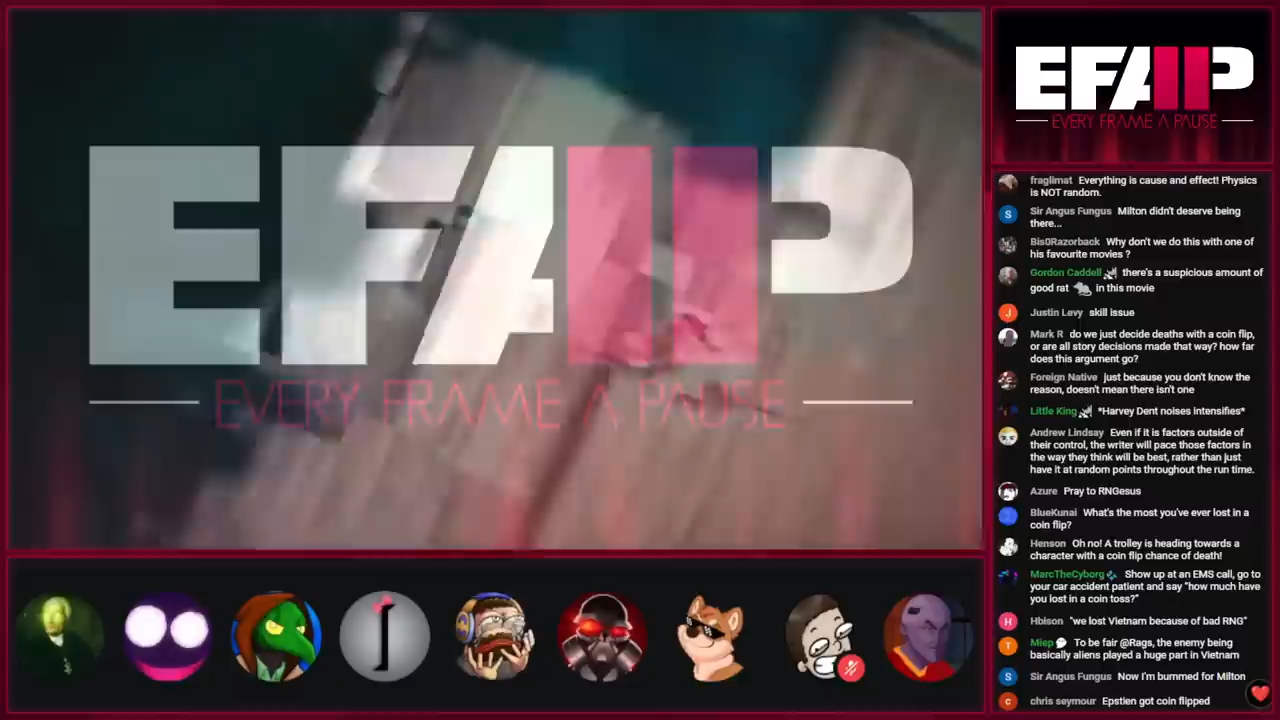 EFAP
EVERY FRAME A PAUSE
EFAP
EVERY FRAME A PAUSE
fraglimat Everything is cause and effect! Physics
is NOT random.
S
Sir Angus Fungus Milton didn't deserve being
there...
Bis0Razorback Why don't we do this with one of
his favourite movies ?
Gordon Caddell there's a suspicious amount of
good rat in this movie
J
Justin Levy skill issue
Mark R do we just decide deaths with a coin flip,
or are all story decisions made that way? how far
does this argument go?
Foreign Native just because you don't know the
reason, doesn't mean there isn't one
Little King *Harvey Dent noises intensifies*
Andrew Lindsay Even if it is factors outside of
their control, the writer will pace those factors in
the way they think will be best, rather than just
have it at random points throughout the run time.
Azure Pray to RNGesus
BlueKunai What's the most you've ever lost in a
coin flip?
Henson Oh no! A trolley is heading towards a
character with a coin flip chance of death!
MarcTheCyborg Show up at an EMS call, go to
your car accident patient and say “how much have
you lost in a coin toss?”
H
Hbison "we lost Vietnam because of bad RNG"
T
Miep To be fair @Rags, the enemy being
basically aliens played a huge part in Vietnam
S
Sir Angus Fungus Now I'm bummed for Milton
c
chris seymour Epstien got coin flipped